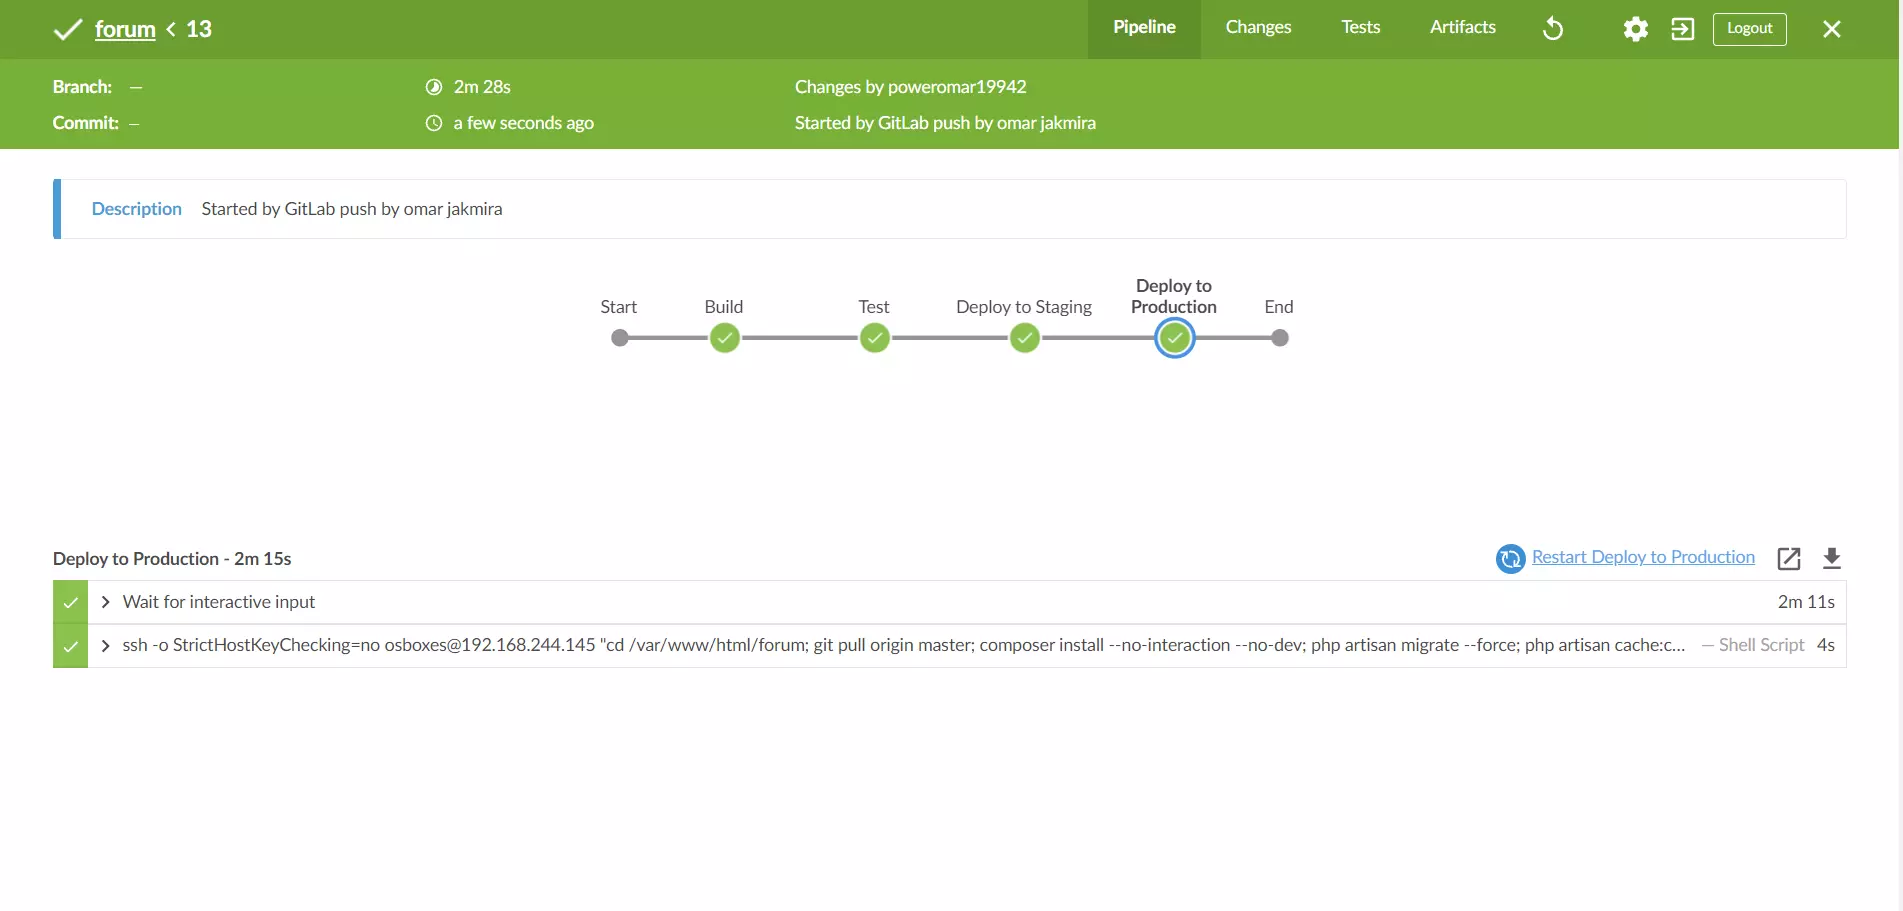 forum < 13
Pipeline Changes Tests Artifacts Logout
Branch: — 2m 28s Changes by poweromar19942
Commit: — a few seconds ago Started by GitLab push by omar jakmira
Description Started by GitLab push by omar jakmira
Start Build Test Deploy to Staging Deploy to Production End
Deploy to Production - 2m 15s Restart Deploy to Production
Wait for interactive input 2m 11s
ssh -o StrictHostKeyChecking=no osboxes@192.168.244.145 "cd /var/www/html/forum; git pull origin master; composer install --no-interaction --no-dev; php artisan migrate --force; php artisan cache:c... — Shell Script 4s